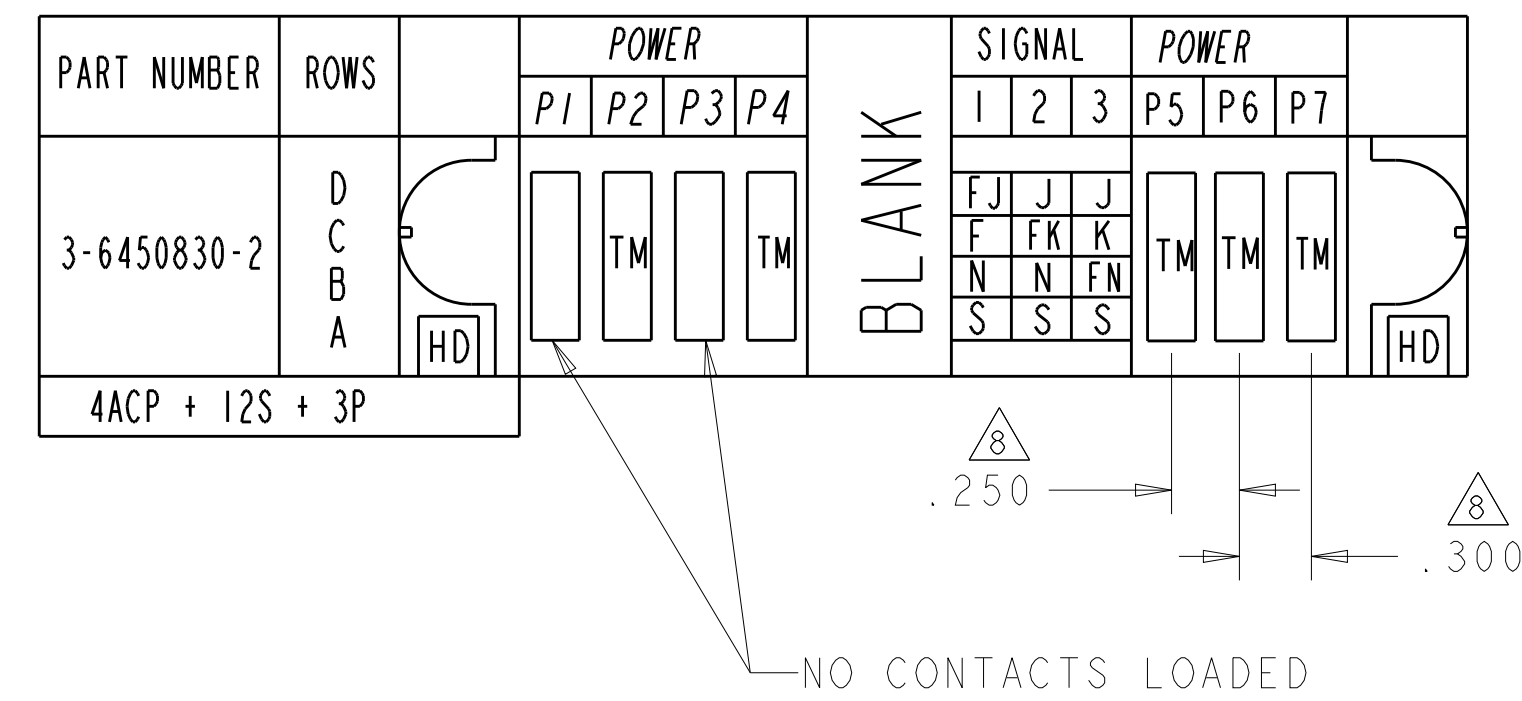 PART NUMBER ROWS POWER SIGNAL POWER
P1 P2 P3 P4 1 2 3 P5 P6 P7
BLANK
3-6450830-2
D
C
B
A
HD
TM TM
FJ J J
F FK K
N N FN
S S S
TM TM TM
HD
4ACP + 12S + 3P
8
.250
8
.300
NO CONTACTS LOADED